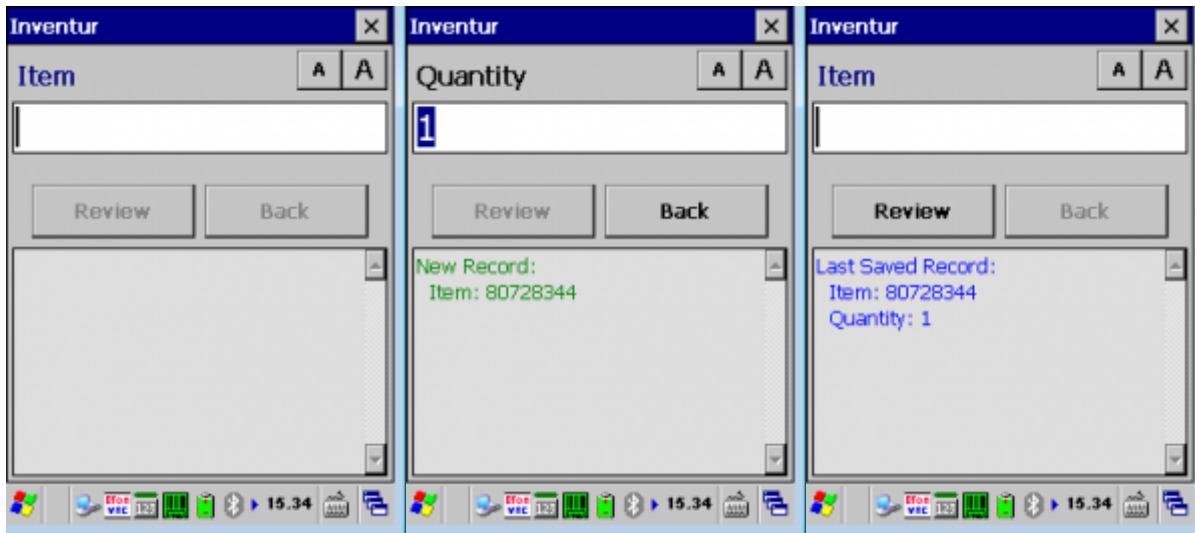 Inventur
Item
A A
Review Back
15.34
Inventur
Quantity
A A
1
Review Back
New Record:
Item: 80728344
15.34
Inventur
Item
A A
Review Back
Last Saved Record:
Item: 80728344
Quantity: 1
15.34